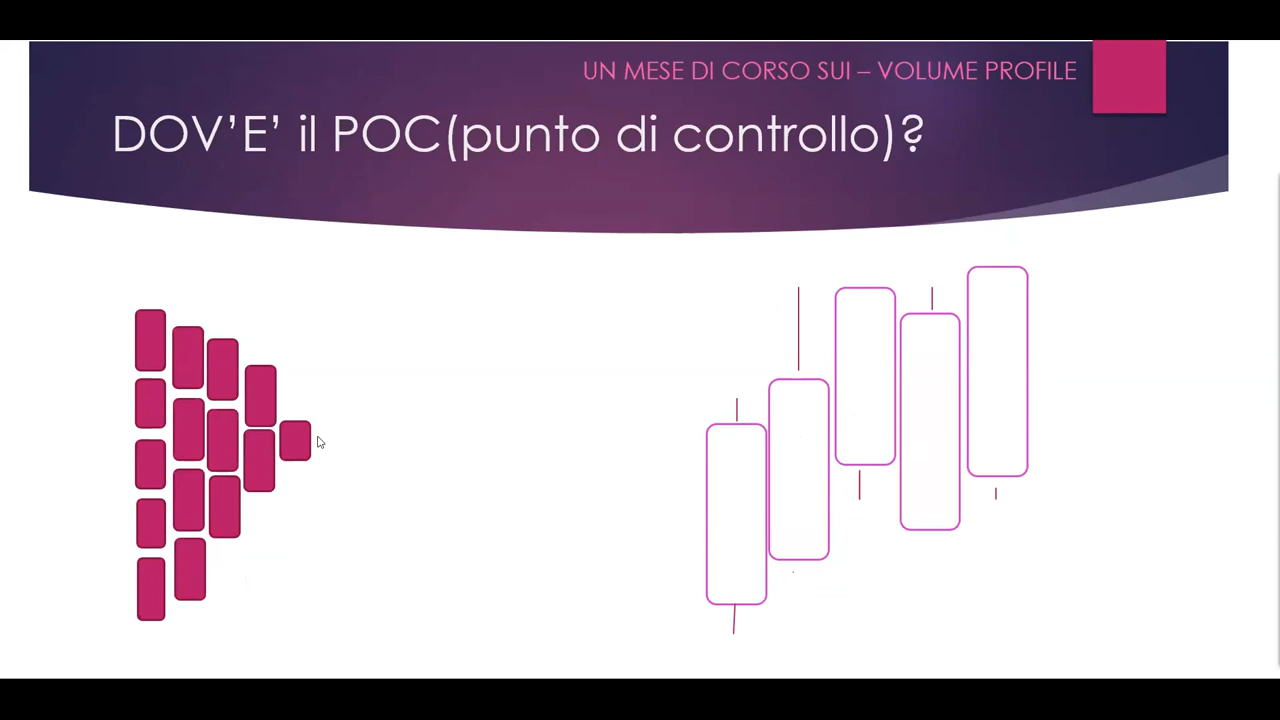 UN MESE DI CORSO SUI – VOLUME PROFILE
DOV’E’ il POC(punto di controllo)?